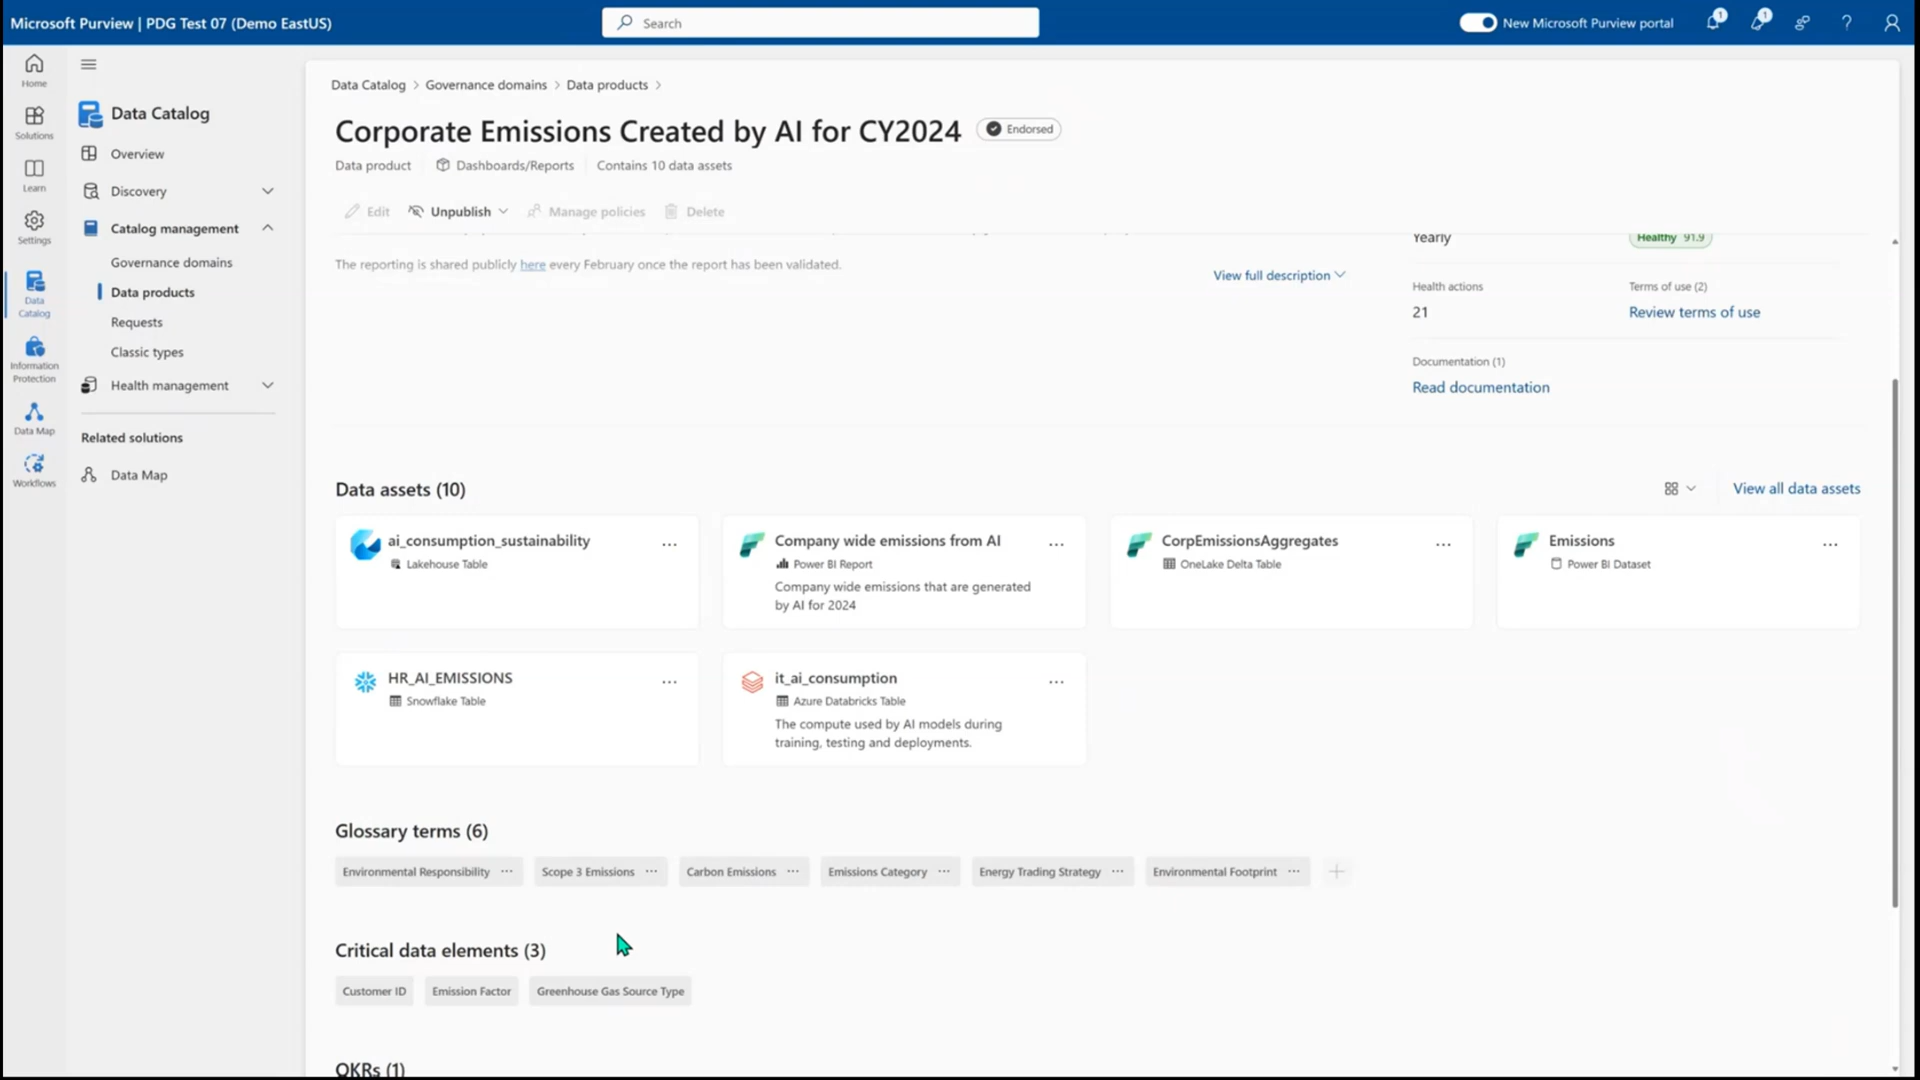 Microsoft Purview | PDG Test 07 (Demo EastUS)
Search
New Microsoft Purview portal
1
1
Home
Solutions
Learn
Settings
Data Catalog
Information Protection
Data Map
Workflows
Data Catalog
Overview
Discovery
Catalog management
Governance domains
Data products
Requests
Classic types
Health management
Related solutions
Data Map
Data Catalog > Governance domains > Data products >
Corporate Emissions Created by AI for CY2024
Endorsed
Data product
Dashboards/Reports
Contains 10 data assets
Edit
Unpublish
Manage policies
Delete
The reporting is shared publicly here every February once the report has been validated.
View full description
Yearly
Healthy 91.9
Health actions
21
Terms of use (2)
Review terms of use
Documentation (1)
Read documentation
Data assets (10)
View all data assets
ai_consumption_sustainability
Lakehouse Table
Company wide emissions from AI
Power BI Report
Company wide emissions that are generated
by AI for 2024
CorpEmissionsAggregates
OneLake Delta Table
Emissions
Power BI Dataset
HR_AI_EMISSIONS
Snowflake Table
it_ai_consumption
Azure Databricks Table
The compute used by AI models during
training, testing and deployments.
Glossary terms (6)
Environmental Responsibility
Scope 3 Emissions
Carbon Emissions
Emissions Category
Energy Trading Strategy
Environmental Footprint
Critical data elements (3)
Customer ID
Emission Factor
Greenhouse Gas Source Type
OKRs (1)